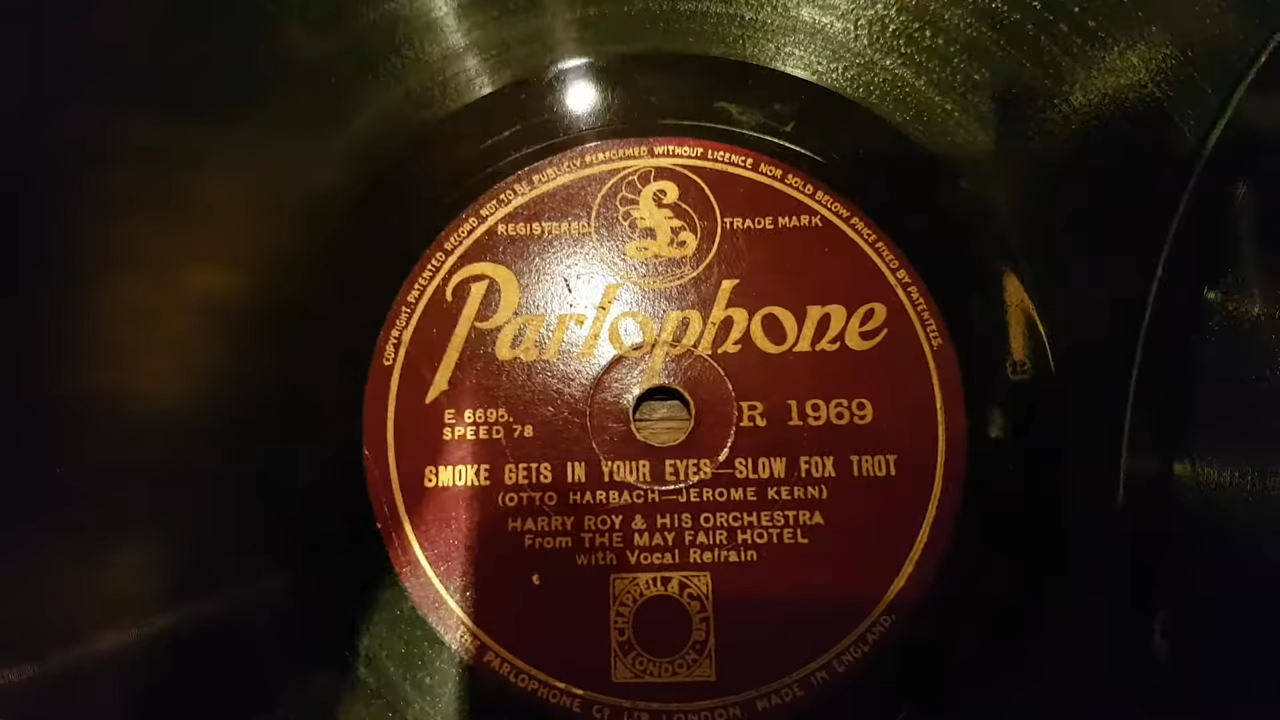 COPYRIGHT. PATENTED RECORD. NOT TO BE PUBLICLY PERFORMED WITHOUT LICENCE NOR SOLD BELOW PRICE FIXED BY PATENTEES.
REGISTERED TRADE MARK
£
Parlophone
E 6695.
SPEED 78
R 1969
SMOKE GETS IN YOUR EYES—SLOW FOX TROT
(OTTO HARBACH—JEROME KERN)
HARRY ROY & HIS ORCHESTRA
From THE MAY FAIR HOTEL
with Vocal Refrain
CHAPPELL & Co LTD
LONDON
THE PARLOPHONE Co LTD LONDON, MADE IN ENGLAND.